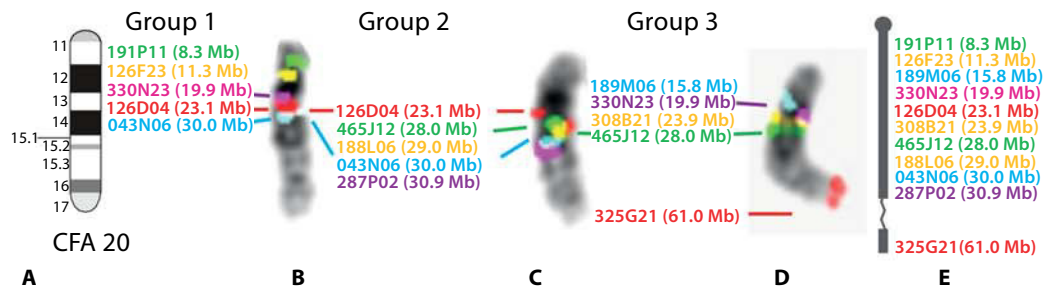 Group 1
Group 2
Group 3
11
12
13
14
15.1
15.2
15.3
16
17
CFA 20
191P11 (8.3 Mb)
126F23 (11.3 Mb)
330N23 (19.9 Mb)
126D04 (23.1 Mb)
043N06 (30.0 Mb)
126D04 (23.1 Mb)
465J12 (28.0 Mb)
188L06 (29.0 Mb)
043N06 (30.0 Mb)
287P02 (30.9 Mb)
189M06 (15.8 Mb)
330N23 (19.9 Mb)
308B21 (23.9 Mb)
465J12 (28.0 Mb)
325G21 (61.0 Mb)
191P11 (8.3 Mb)
126F23 (11.3 Mb)
189M06 (15.8 Mb)
330N23 (19.9 Mb)
126D04 (23.1 Mb)
308B21 (23.9 Mb)
465J12 (28.0 Mb)
188L06 (29.0 Mb)
043N06 (30.0 Mb)
287P02 (30.9 Mb)
325G21(61.0 Mb)
A
B
C
D
E